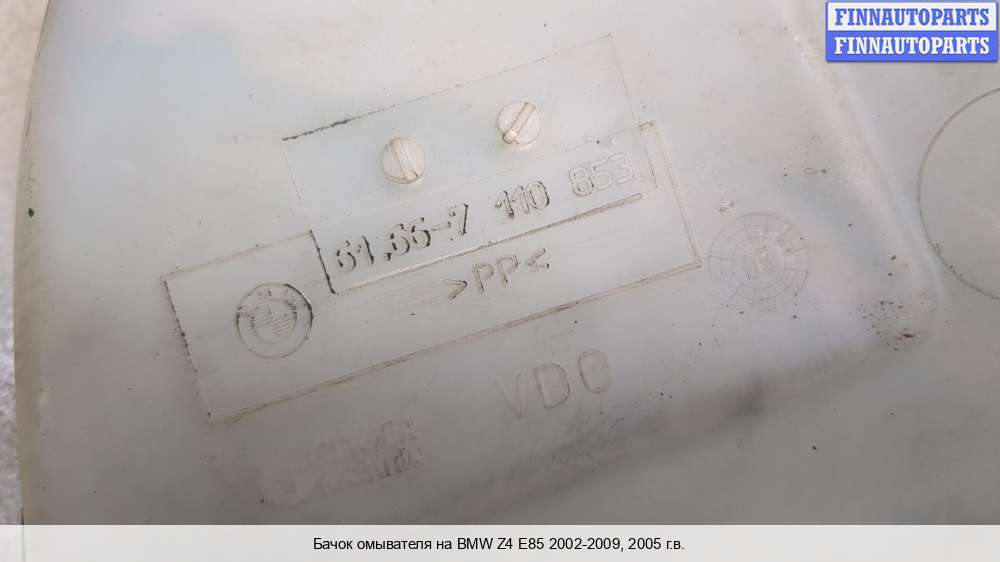 FINNAUTOPARTS
FINNAUTOPARTS
61.66-7 110 853
>PP<
VDO
Бачок омывателя на BMW Z4 E85 2002-2009, 2005 г.в.